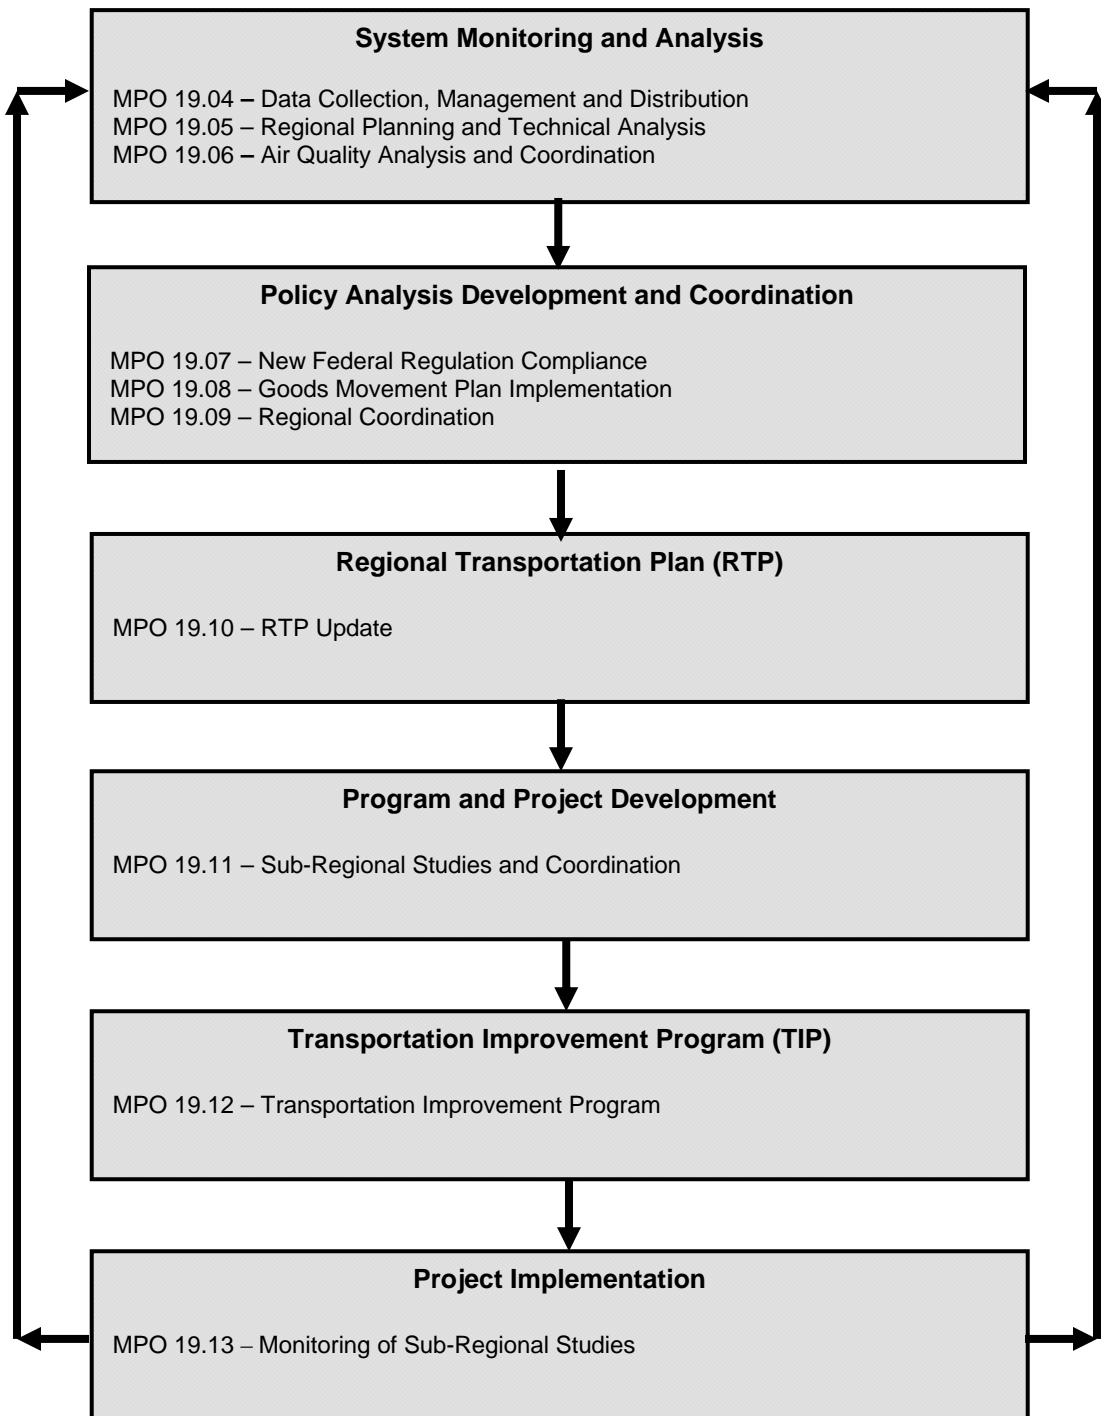 System Monitoring and Analysis
MPO 19.04 – Data Collection, Management and Distribution
MPO 19.05 – Regional Planning and Technical Analysis
MPO 19.06 – Air Quality Analysis and Coordination
Policy Analysis Development and Coordination
MPO 19.07 – New Federal Regulation Compliance
MPO 19.08 – Goods Movement Plan Implementation
MPO 19.09 – Regional Coordination
Regional Transportation Plan (RTP)
MPO 19.10 – RTP Update
Program and Project Development
MPO 19.11 – Sub-Regional Studies and Coordination
Transportation Improvement Program (TIP)
MPO 19.12 – Transportation Improvement Program
Project Implementation
MPO 19.13 – Monitoring of Sub-Regional Studies